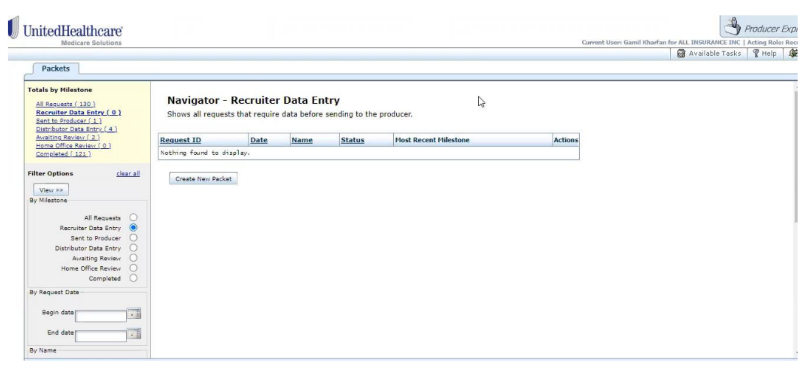 UnitedHealthcare
Medicare Solutions
Producer Exp
Current User: Gamil Kharfan for ALL INSURANCE INC | Acting Role: Rec
Available Tasks ? Help
Packets
Totals by Milestone
All Requests ( 130 )
Recruiter Data Entry ( 0 )
Sent to Producer ( 1 )
Distributor Data Entry ( 4 )
Awaiting Review ( 2 )
Home Office Review ( 0 )
Completed ( 121 )
Filter Options clear all
View >>
By Milestone
All Requests
Recruiter Data Entry
Sent to Producer
Distributor Data Entry
Awaiting Review
Home Office Review
Completed
By Request Date
Begin date
End date
By Name
Navigator - Recruiter Data Entry
Shows all requests that require data before sending to the producer.
Request ID Date Name Status Most Recent Milestone Actions
Nothing found to display.
Create New Packet